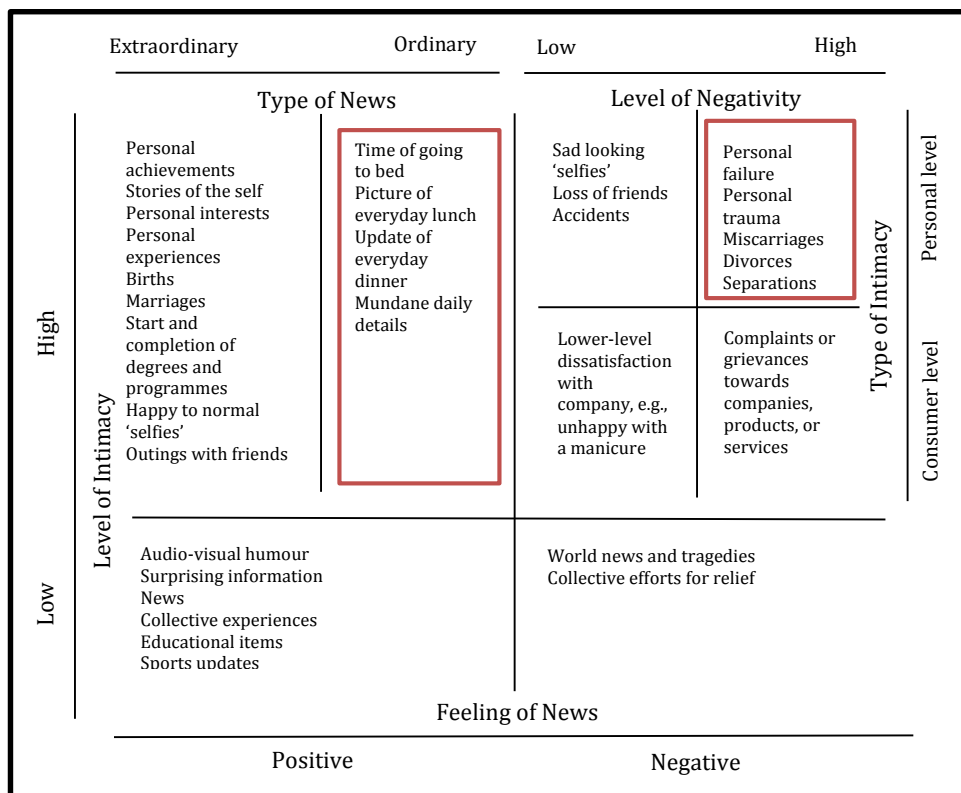 Extraordinary
Ordinary
Low
High
Type of News
Level of Negativity
Personal
achievements
Stories of the self
Personal interests
Personal
experiences
Births
Marriages
Start and
completion of
degrees and
programmes
Happy to normal
‘selfies’
Outings with friends
Time of going
to bed
Picture of
everyday lunch
Update of
everyday
dinner
Mundane daily
details
Sad looking
‘selfies’
Loss of friends
Accidents
Personal
failure
Personal
trauma
Miscarriages
Divorces
Separations
Lower-level
dissatisfaction
with
company, e.g.,
unhappy with
a manicure
Complaints or
grievances
towards
companies,
products, or
services
Type of Intimacy
Personal level
Consumer level
High
Low
Level of Intimacy
Audio-visual humour
Surprising information
News
Collective experiences
Educational items
Sports updates
World news and tragedies
Collective efforts for relief
Feeling of News
Positive
Negative